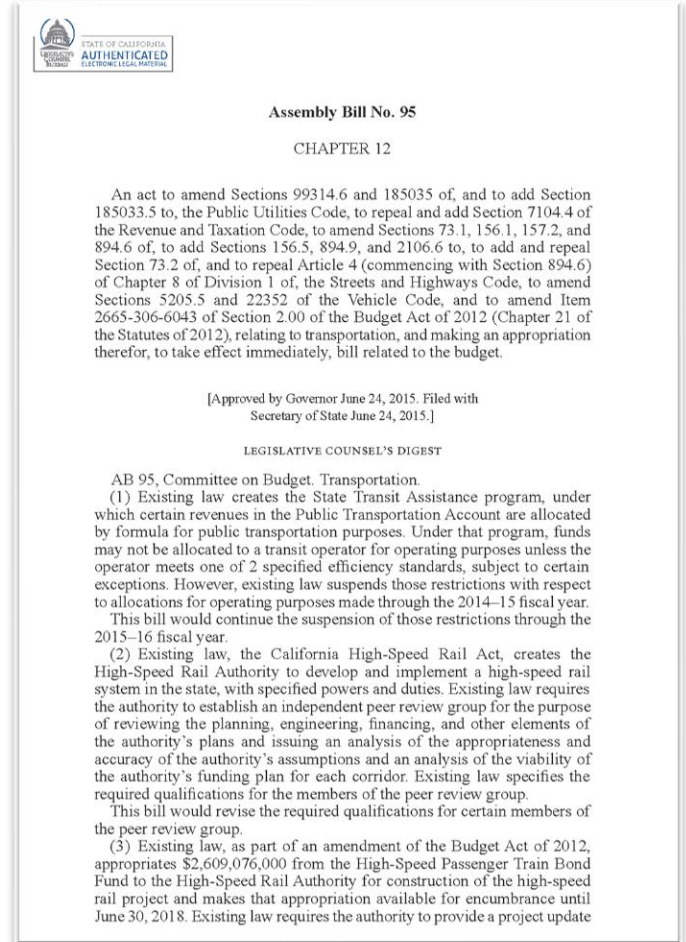 LEGISLATIVE
COUNSEL
BUREAU
STATE OF CALIFORNIA
AUTHENTICATED
ELECTRONIC LEGAL MATERIAL
Assembly Bill No. 95
CHAPTER 12
An act to amend Sections 99314.6 and 185035 of, and to add Section
185033.5 to, the Public Utilities Code, to repeal and add Section 7104.4 of
the Revenue and Taxation Code, to amend Sections 73.1, 156.1, 157.2, and
894.6 of, to add Sections 156.5, 894.9, and 2106.6 to, to add and repeal
Section 73.2 of, and to repeal Article 4 (commencing with Section 894.6)
of Chapter 8 of Division 1 of, the Streets and Highways Code, to amend
Sections 5205.5 and 22352 of the Vehicle Code, and to amend Item
2665-306-6043 of Section 2.00 of the Budget Act of 2012 (Chapter 21 of
the Statutes of 2012), relating to transportation, and making an appropriation
therefor, to take effect immediately, bill related to the budget.
[Approved by Governor June 24, 2015. Filed with
Secretary of State June 24, 2015.]
LEGISLATIVE COUNSEL'S DIGEST
AB 95, Committee on Budget. Transportation.
(1) Existing law creates the State Transit Assistance program, under
which certain revenues in the Public Transportation Account are allocated
by formula for public transportation purposes. Under that program, funds
may not be allocated to a transit operator for operating purposes unless the
operator meets one of 2 specified efficiency standards, subject to certain
exceptions. However, existing law suspends those restrictions with respect
to allocations for operating purposes made through the 2014–15 fiscal year.
This bill would continue the suspension of those restrictions through the
2015–16 fiscal year.
(2) Existing law, the California High-Speed Rail Act, creates the
High-Speed Rail Authority to develop and implement a high-speed rail
system in the state, with specified powers and duties. Existing law requires
the authority to establish an independent peer review group for the purpose
of reviewing the planning, engineering, financing, and other elements of
the authority's plans and issuing an analysis of the appropriateness and
accuracy of the authority's assumptions and an analysis of the viability of
the authority's funding plan for each corridor. Existing law specifies the
required qualifications for the members of the peer review group.
This bill would revise the required qualifications for certain members of
the peer review group.
(3) Existing law, as part of an amendment of the Budget Act of 2012,
appropriates $2,609,076,000 from the High-Speed Passenger Train Bond
Fund to the High-Speed Rail Authority for construction of the high-speed
rail project and makes that appropriation available for encumbrance until
June 30, 2018. Existing law requires the authority to provide a project update